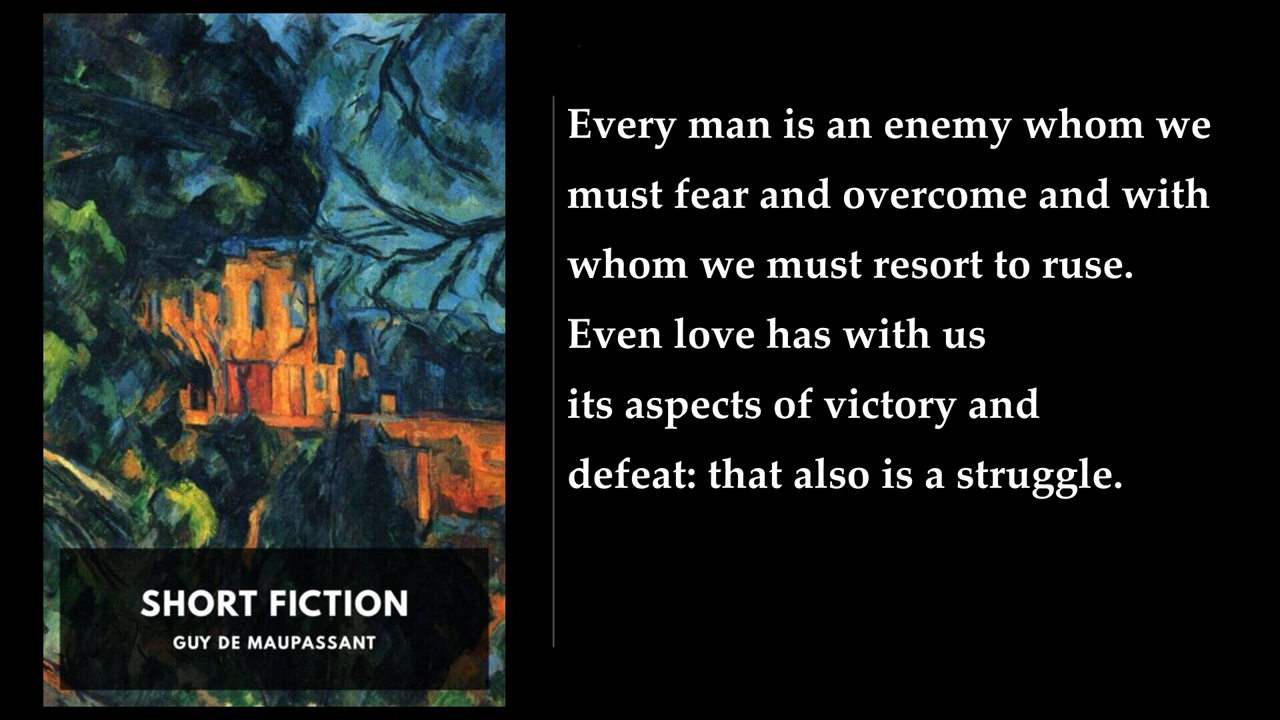 SHORT FICTION
GUY DE MAUPASSANT
Every man is an enemy whom we
must fear and overcome and with
whom we must resort to ruse.
Even love has with us
its aspects of victory and
defeat: that also is a struggle.